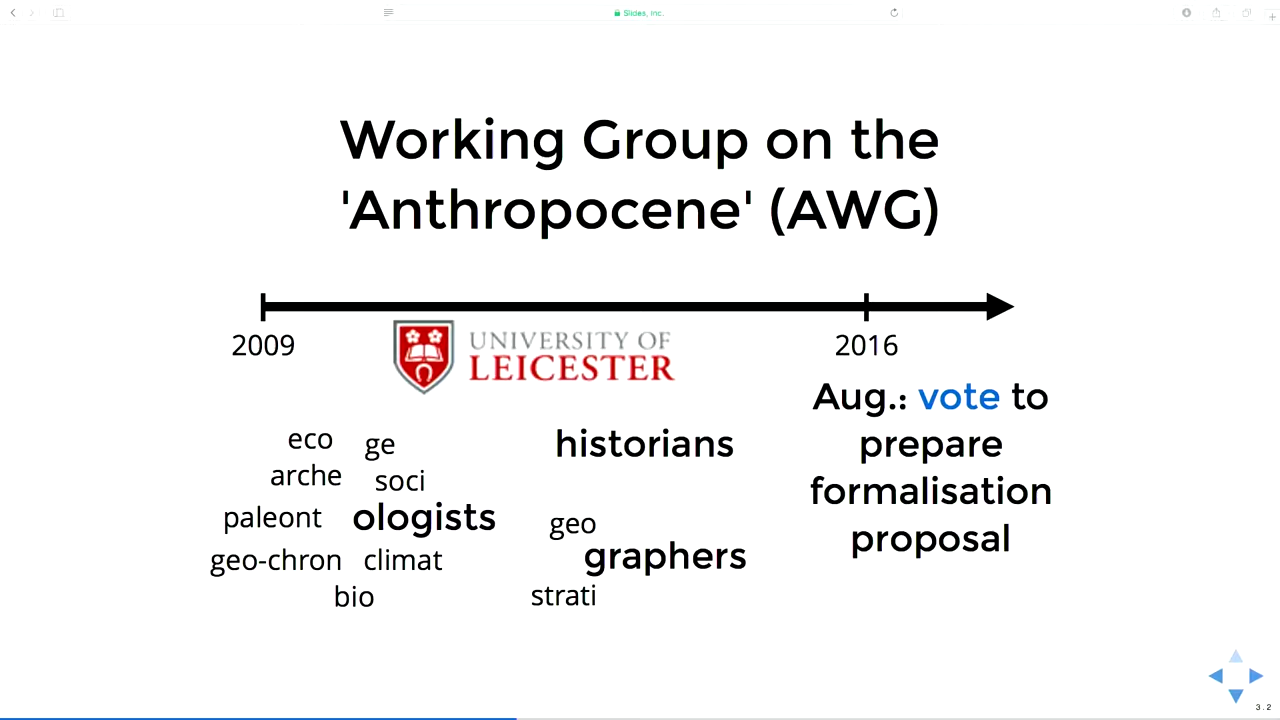 Slides, Inc.
Working Group on the
'Anthropocene' (AWG)
2009
2016
UNIVERSITY OF
LEICESTER
Aug.: vote to
prepare
formalisation
proposal
eco
ge
arche
soci
paleont
ologists
geo-chron
climat
bio
historians
geo
graphers
strati
3.2